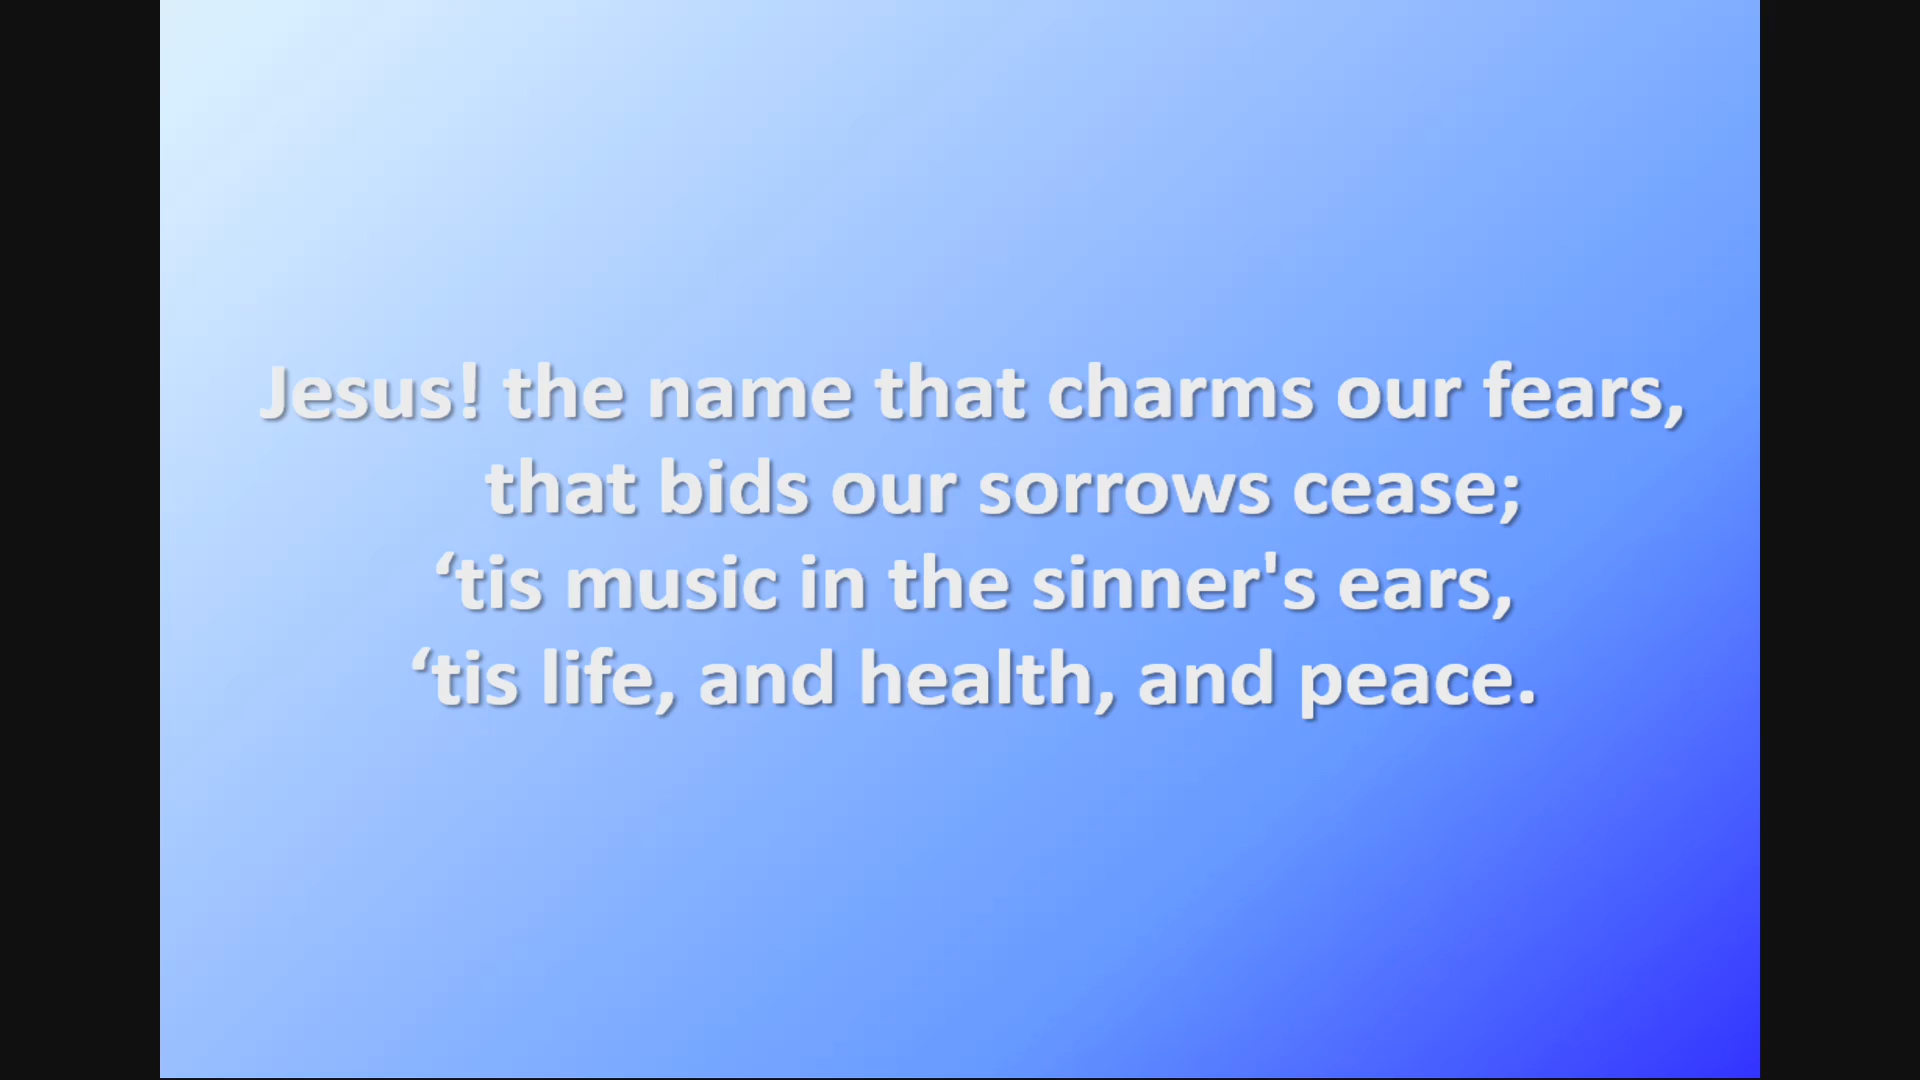 Jesus! the name that charms our fears,
that bids our sorrows cease;
‘tis music in the sinner's ears,
‘tis life, and health, and peace.